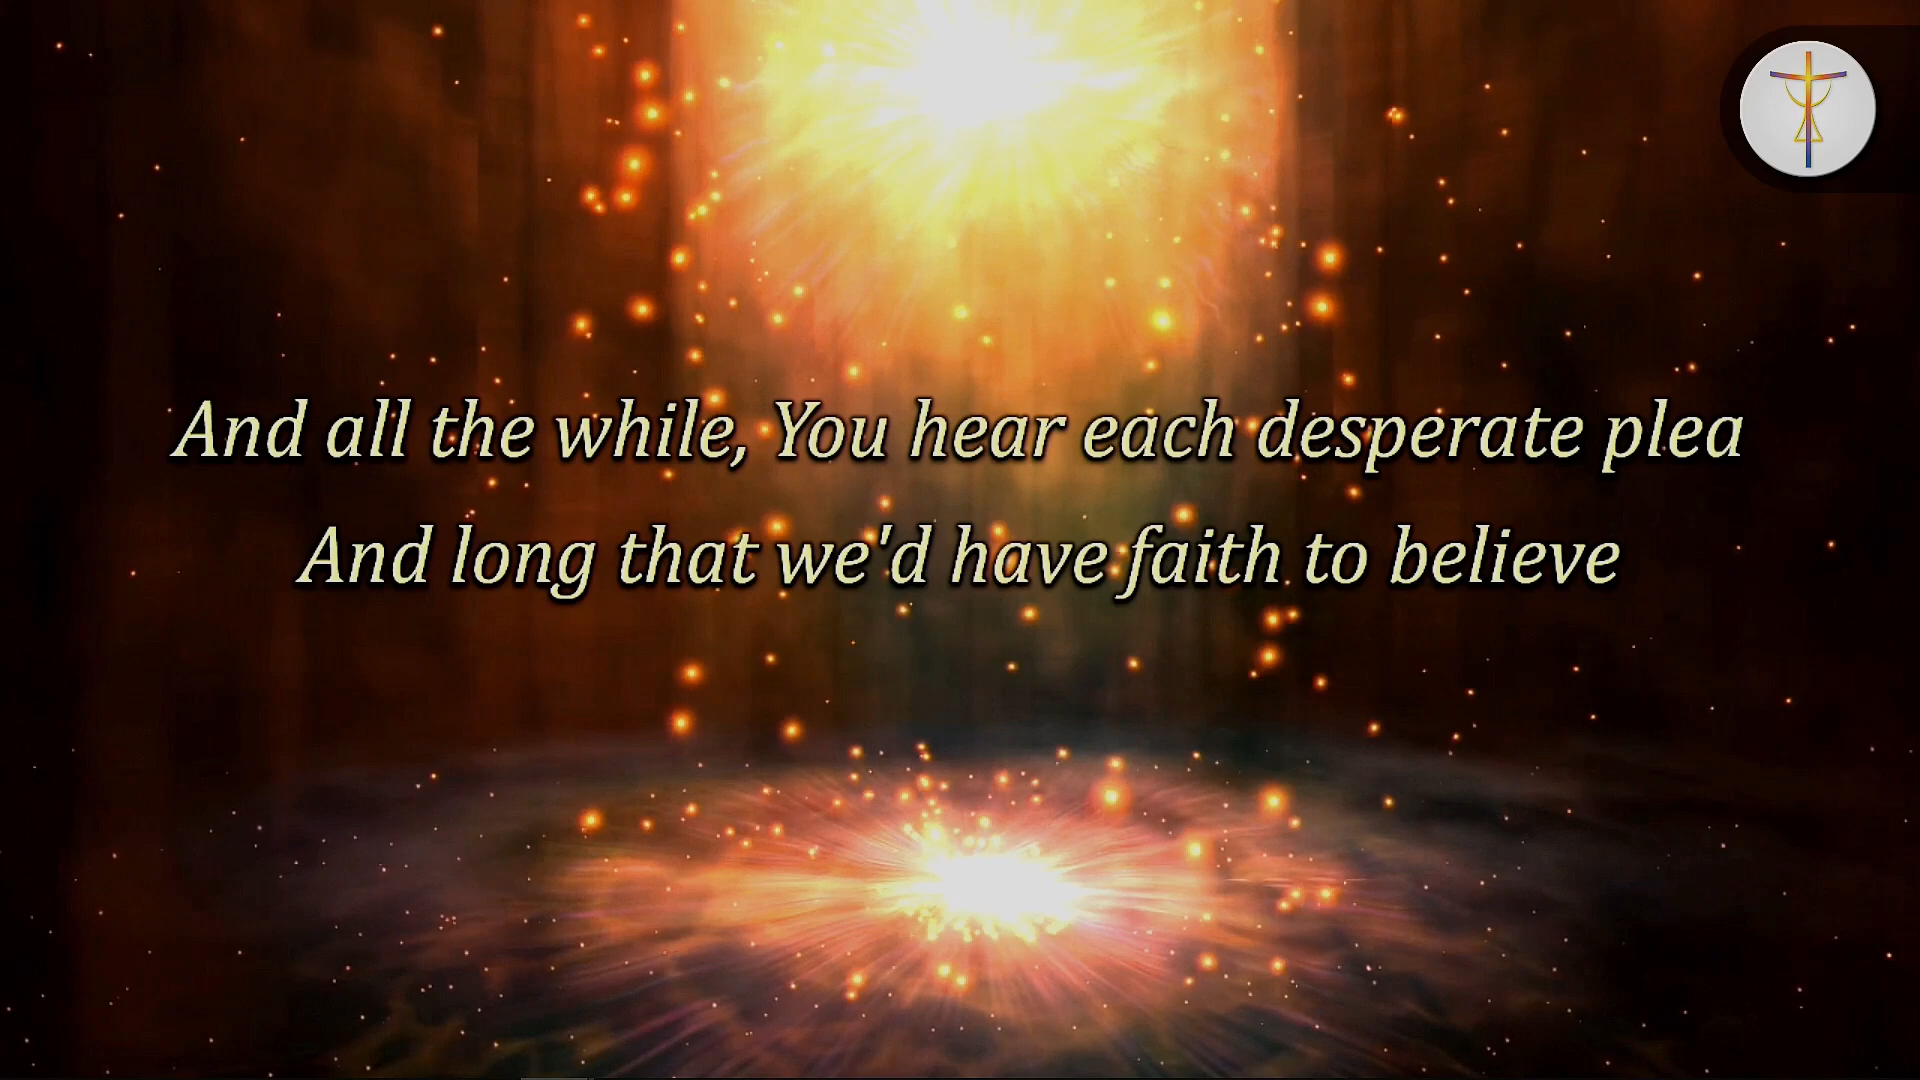 And all the while, You hear each desperate plea
And long that we'd have faith to believe